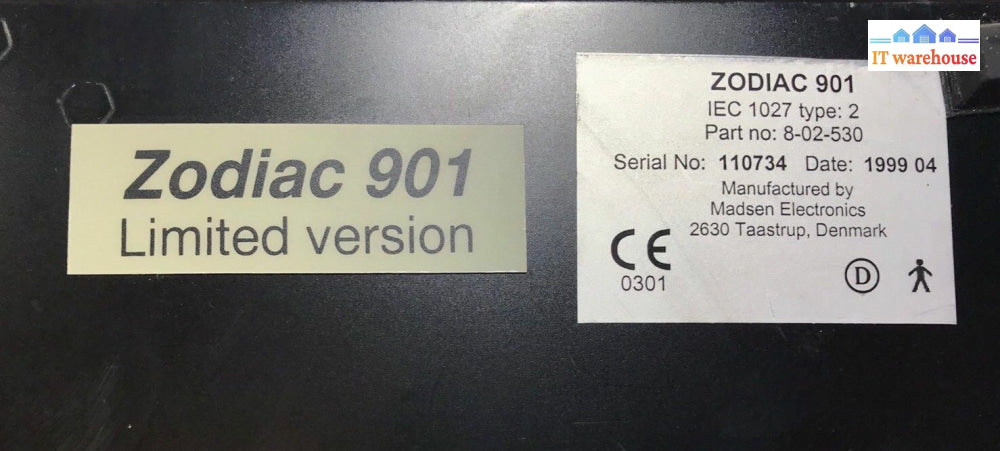 IT warehouse
Zodiac 901
Limited version
ZODIAC 901
IEC 1027 type: 2
Part no: 8-02-530
Serial No: 110734 Date: 1999 04
Manufactured by
Madsen Electronics
2630 Taastrup, Denmark
CE
0301
D